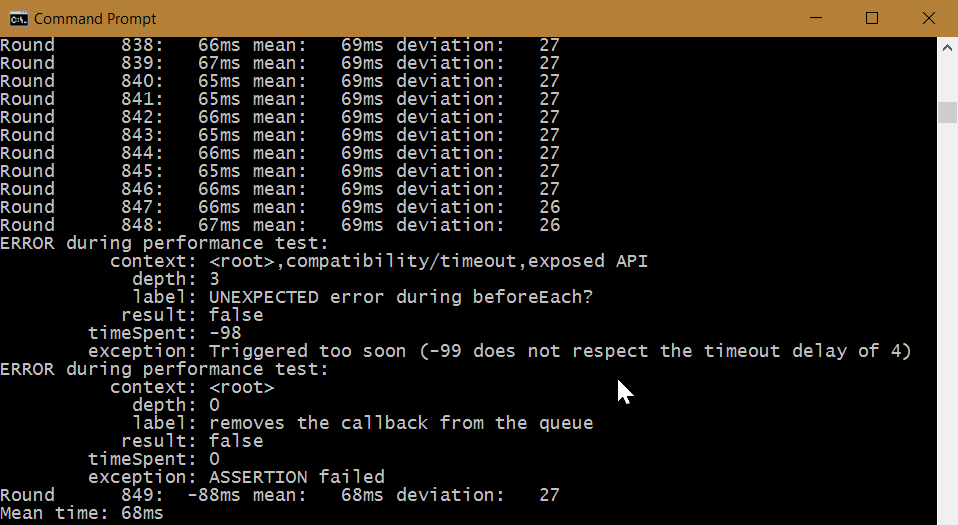 Command Prompt
Round      838:   66ms mean:   69ms deviation:   27
Round      839:   67ms mean:   69ms deviation:   27
Round      840:   65ms mean:   69ms deviation:   27
Round      841:   65ms mean:   69ms deviation:   27
Round      842:   66ms mean:   69ms deviation:   27
Round      843:   65ms mean:   69ms deviation:   27
Round      844:   66ms mean:   69ms deviation:   27
Round      845:   65ms mean:   69ms deviation:   27
Round      846:   66ms mean:   69ms deviation:   27
Round      847:   66ms mean:   69ms deviation:   26
Round      848:   67ms mean:   69ms deviation:   26
ERROR during performance test:
          context: <root>,compatibility/timeout,exposed API
            depth: 3
            label: UNEXPECTED error during beforeEach?
           result: false
        timeSpent: -98
        exception: Triggered too soon (-99 does not respect the timeout delay of 4)
ERROR during performance test:
          context: <root>
            depth: 0
            label: removes the callback from the queue
           result: false
        timeSpent: 0
        exception: ASSERTION failed
Round      849:  -88ms mean:   68ms deviation:   27
Mean time: 68ms